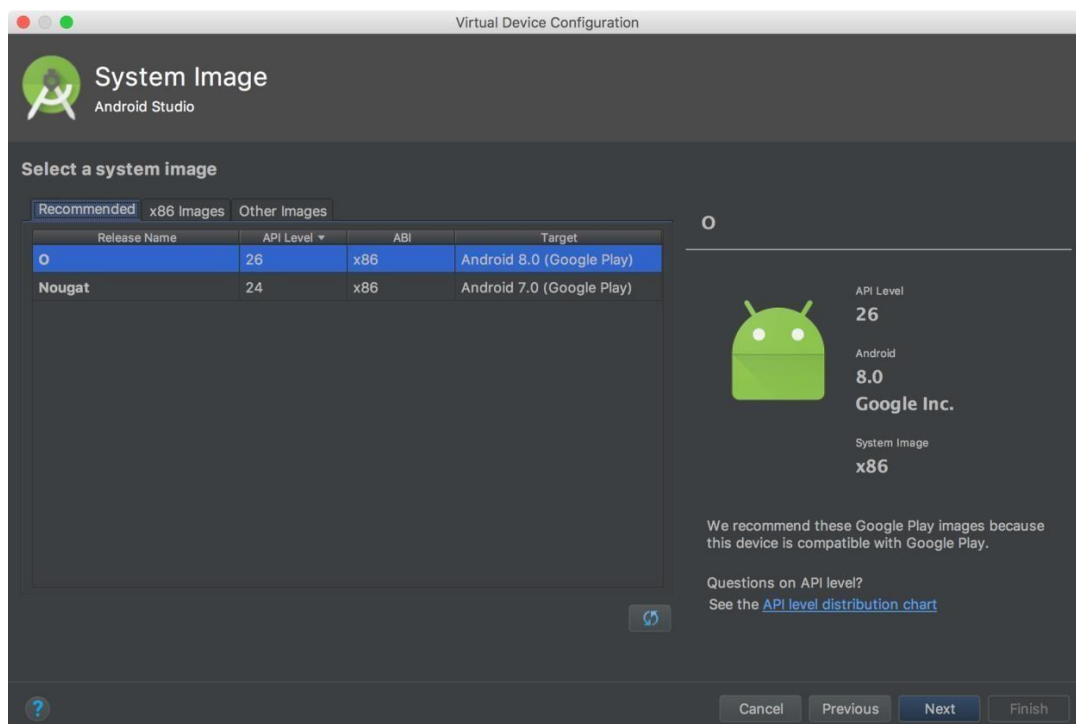 Virtual Device Configuration
System Image
Android Studio
Select a system image
Recommended x86 Images Other Images
Release Name API Level ABI Target
O 26 x86 Android 8.0 (Google Play)
Nougat 24 x86 Android 7.0 (Google Play)
O
API Level
26
Android
8.0
Google Inc.
System Image
x86
We recommend these Google Play images because
this device is compatible with Google Play.
Questions on API level?
See the API level distribution chart
? Cancel Previous Next Finish